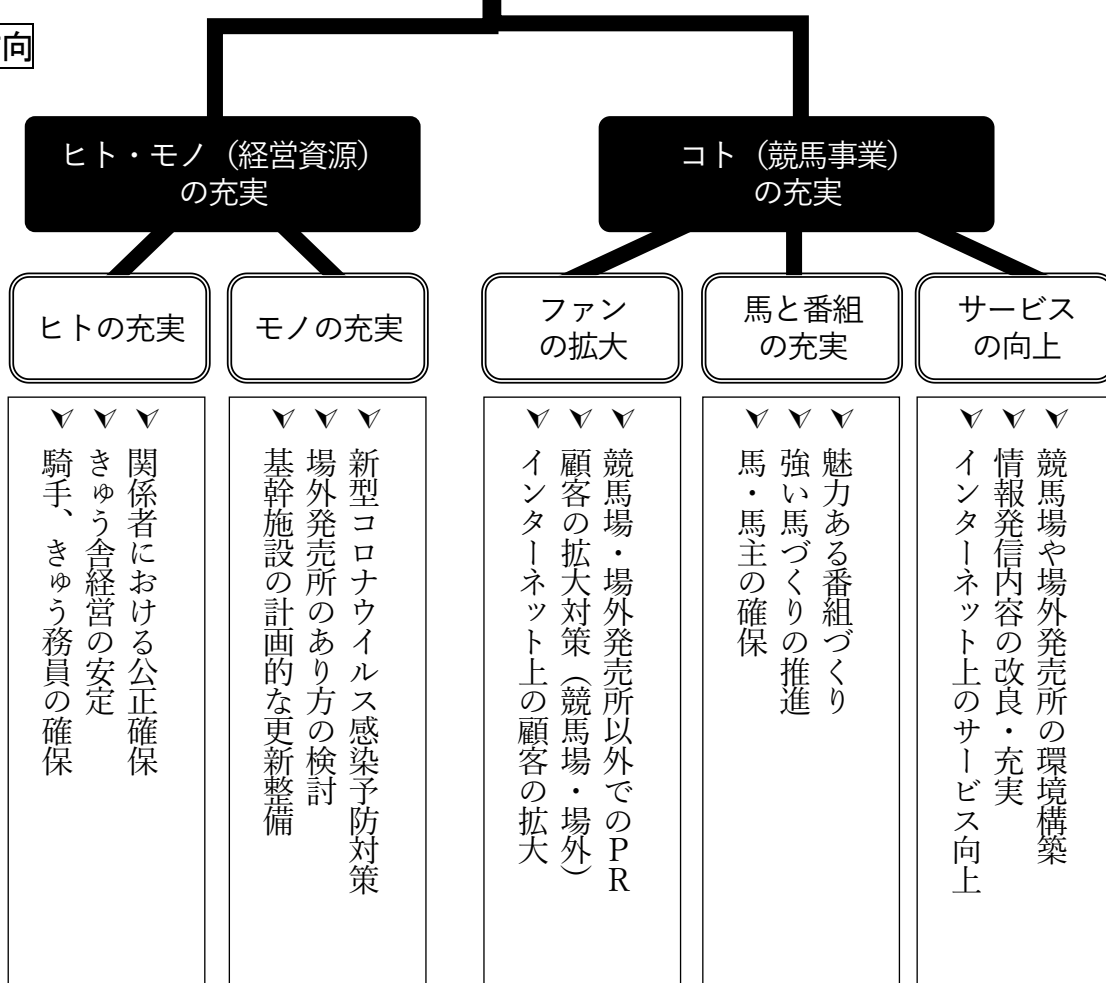 向
ヒト・モノ（経営資源）
の充実
コト（競馬事業）
の充実
ヒトの充実
モノの充実
ファン
の拡大
馬と番組
の充実
サービス
の向上
関係者における公正確保
きゅう舎経営の安定
騎手、きゅう務員の確保
新型コロナウイルス感染予防対策
場外発売所のあり方の検討
基幹施設の計画的な更新整備
競馬場・場外発売所以外でのＰＲ
顧客の拡大対策（競馬場・場外）
インターネット上の顧客の拡大
魅力ある番組づくり
強い馬づくりの推進
馬・馬主の確保
競馬場や場外発売所の環境構築
情報発信内容の改良・充実
インターネット上のサービス向上